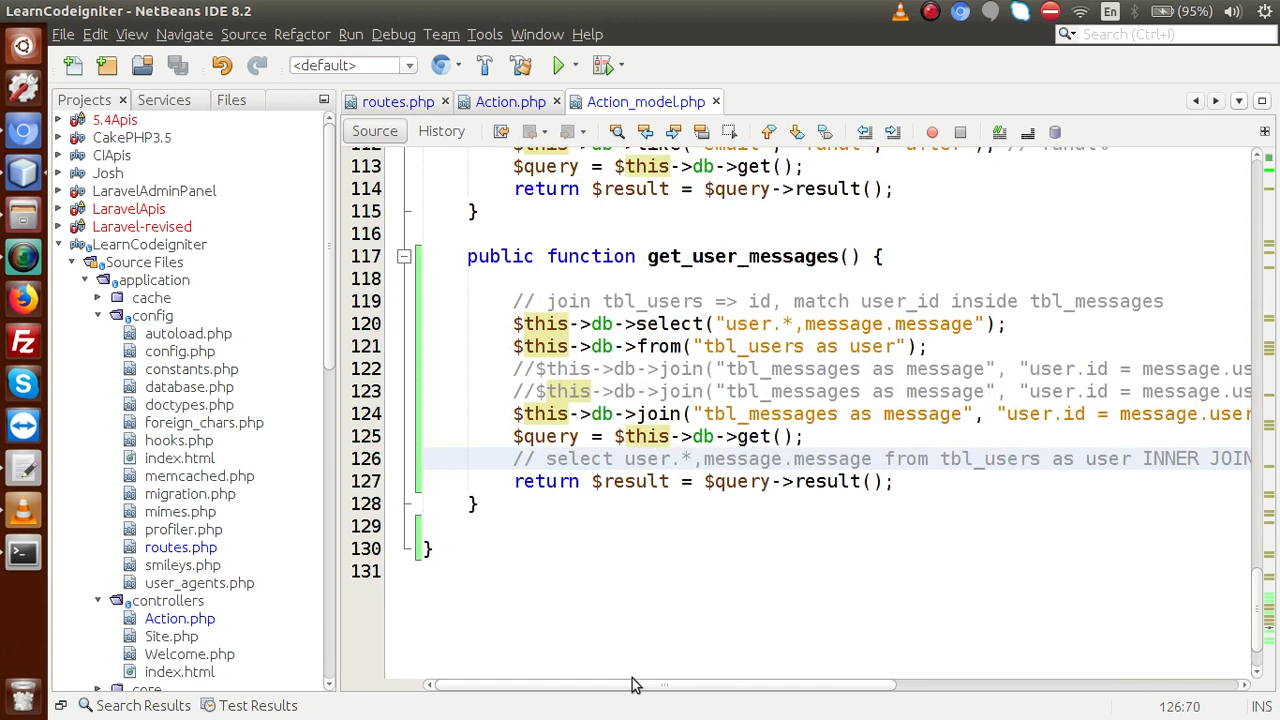 LearnCodeigniter - NetBeans IDE 8.2
En
(95%)
File Edit View Navigate Source Refactor Run Debug Team Tools Window Help
Search (Ctrl+I)
<default>
Projects Services Files
routes.php Action.php Action_model.php
Source History
5.4Apis
CakePHP3.5
CIApis
Josh
LaravelAdminPanel
LaravelApis
Laravel-revised
LearnCodeigniter
Source Files
application
cache
config
autoload.php
config.php
constants.php
database.php
doctypes.php
foreign_chars.php
hooks.php
index.html
memcached.php
migration.php
mimes.php
profiler.php
routes.php
smileys.php
user_agents.php
controllers
Action.php
Site.php
Welcome.php
index.html
core
113 $query = $this->db->get();
114 return $result = $query->result();
115 }
116
117 public function get_user_messages() {
118
119 // join tbl_users => id, match user_id inside tbl_messages
120 $this->db->select("user.*,message.message");
121 $this->db->from("tbl_users as user");
122 //$this->db->join("tbl_messages as message", "user.id = message.us
123 //$this->db->join("tbl_messages as message", "user.id = message.us
124 $this->db->join("tbl_messages as message", "user.id = message.user
125 $query = $this->db->get();
126 // select user.*,message.message from tbl_users as user INNER JOIN
127 return $result = $query->result();
128 }
129
130 }
131
Search Results Test Results
126:70 INS